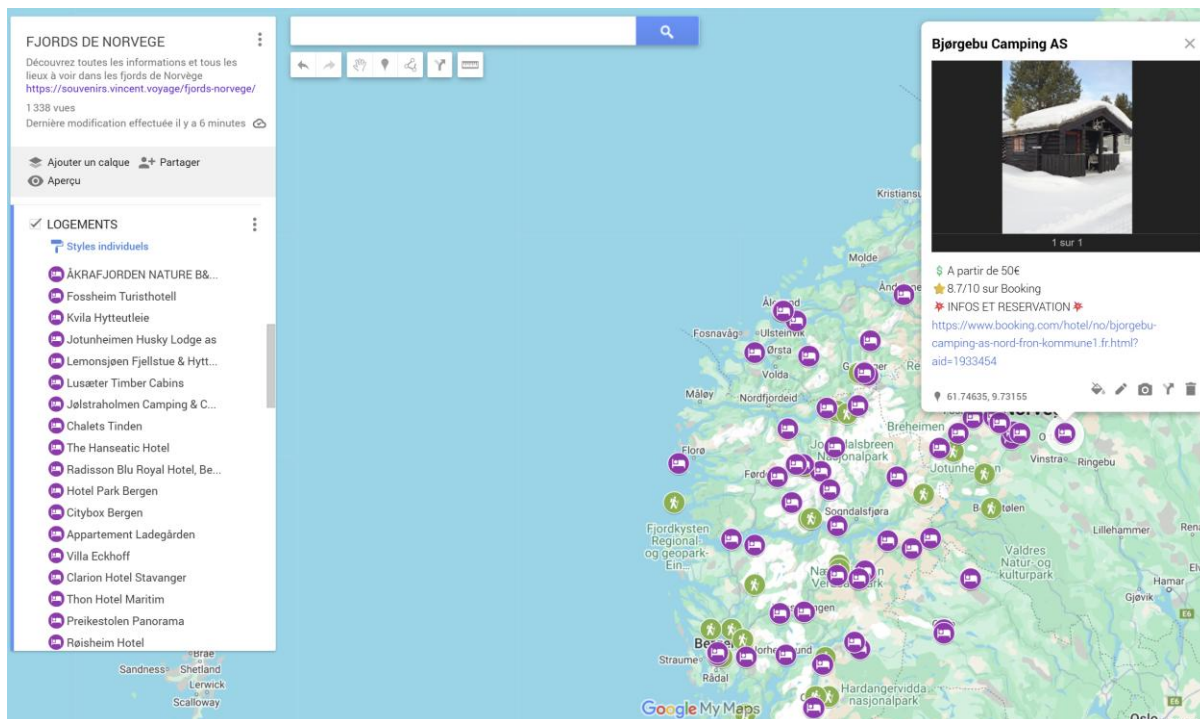 FJORDS DE NORVEGE
Découvrez toutes les informations et tous les
lieux à voir dans les fjords de Norvège
https://souvenirs.vincent.voyage/fjords-norvege/
1 338 vues
Dernière modification effectuée il y a 6 minutes
Ajouter un calque
Partager
Aperçu
LOGEMENTS
Styles individuels
ÅKRAFJORDEN NATURE B&...
Fossheim Turisthotell
Kvila Hytteutleie
Jotunheimen Husky Lodge as
Lemonsjøen Fjellstue & Hytt...
Lusæter Timber Cabins
Jølstraholmen Camping & C...
Chalets Tinden
The Hanseatic Hotel
Radisson Blu Royal Hotel, Be...
Hotel Park Bergen
Citybox Bergen
Appartement Ladegården
Villa Eckhoff
Clarion Hotel Stavanger
Thon Hotel Maritim
Preikestolen Panorama
Røisheim Hotel
Bjørgebu Camping AS
1 sur 1
$ A partir de 50€
8.7/10 sur Booking
INFOS ET RESERVATION
https://www.booking.com/hotel/no/bjorgebu-
camping-as-nord-fron-kommune1.fr.html?
aid=1933454
61.74635, 9.73155
Molde
Fosnavåg
Ulsteinvik
Ørsta
Volda
Måløy
Nordfjordeid
Breheimen
Florø
Vinstra
Ringebu
Sogndalsfjøra
Lillehammer
Fjordkysten
Regional-
og geopark-
Valdres
Natur- og
kulturpark
Hamar
Gjøvik
E6
Straume
Rådal
Hardangervidda
nasjonalpark
E6
Oslo
Brae
Sandness
Shetland
Lerwick
Scalloway
Google My Maps